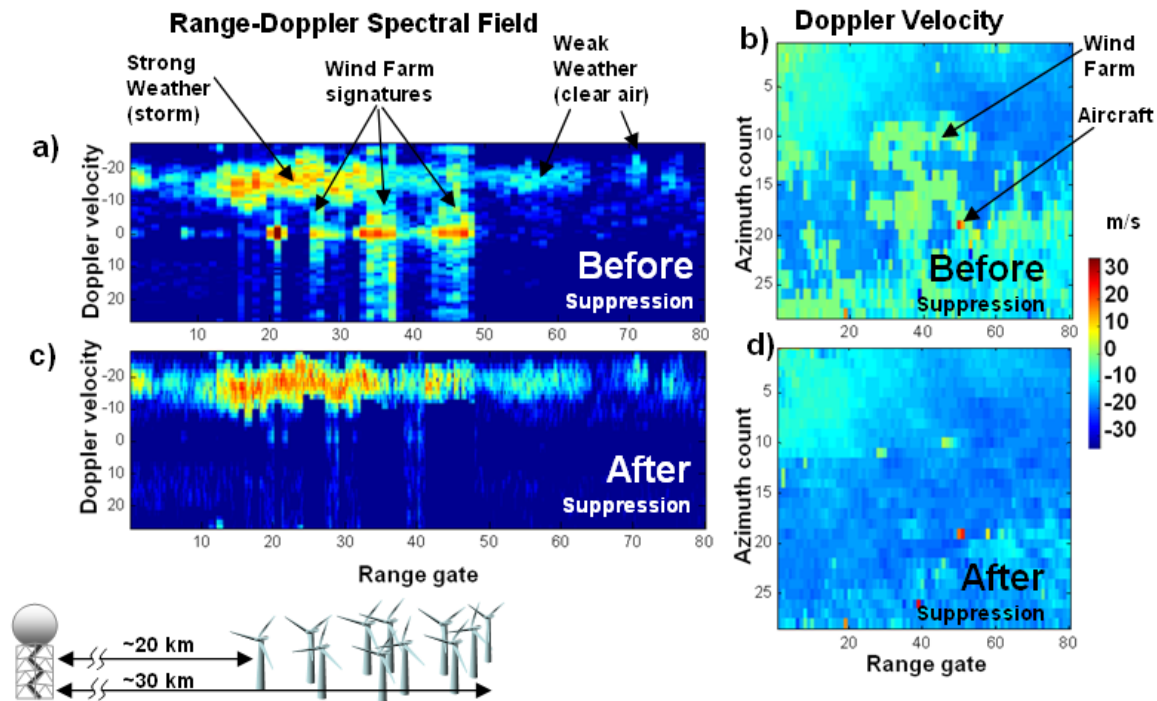 Range-Doppler Spectral Field
Strong
Weather
(storm)
Wind Farm
signatures
Weak
Weather
(clear air)
a)
Doppler velocity
-20
-10
0
10
20
Before
Suppression
10 20 30 40 50 60 70 80
c)
Doppler velocity
-20
-10
0
10
20
After
Suppression
10 20 30 40 50 60 70 80
Range gate
~20 km
~30 km
Doppler Velocity
b)
Wind
Farm
Aircraft
Azimuth count
5
10
15
20
25
Before
Suppression
20 40 60 80
m/s
30
20
10
0
-10
-20
-30
d)
Azimuth count
5
10
15
20
25
After
Suppression
20 40 60 80
Range gate